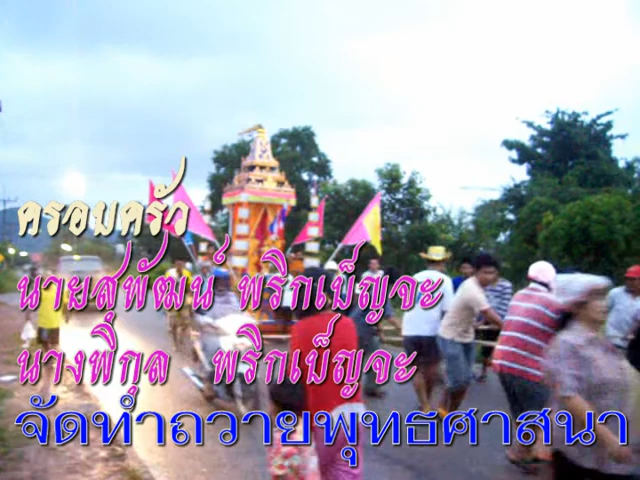 ครอบครัว
นายสุพัฒน์ พริกเบ็ญจะ
นางพิกูล พริกเบ็ญจะ
จัดทำถวายพุทธศาสนา